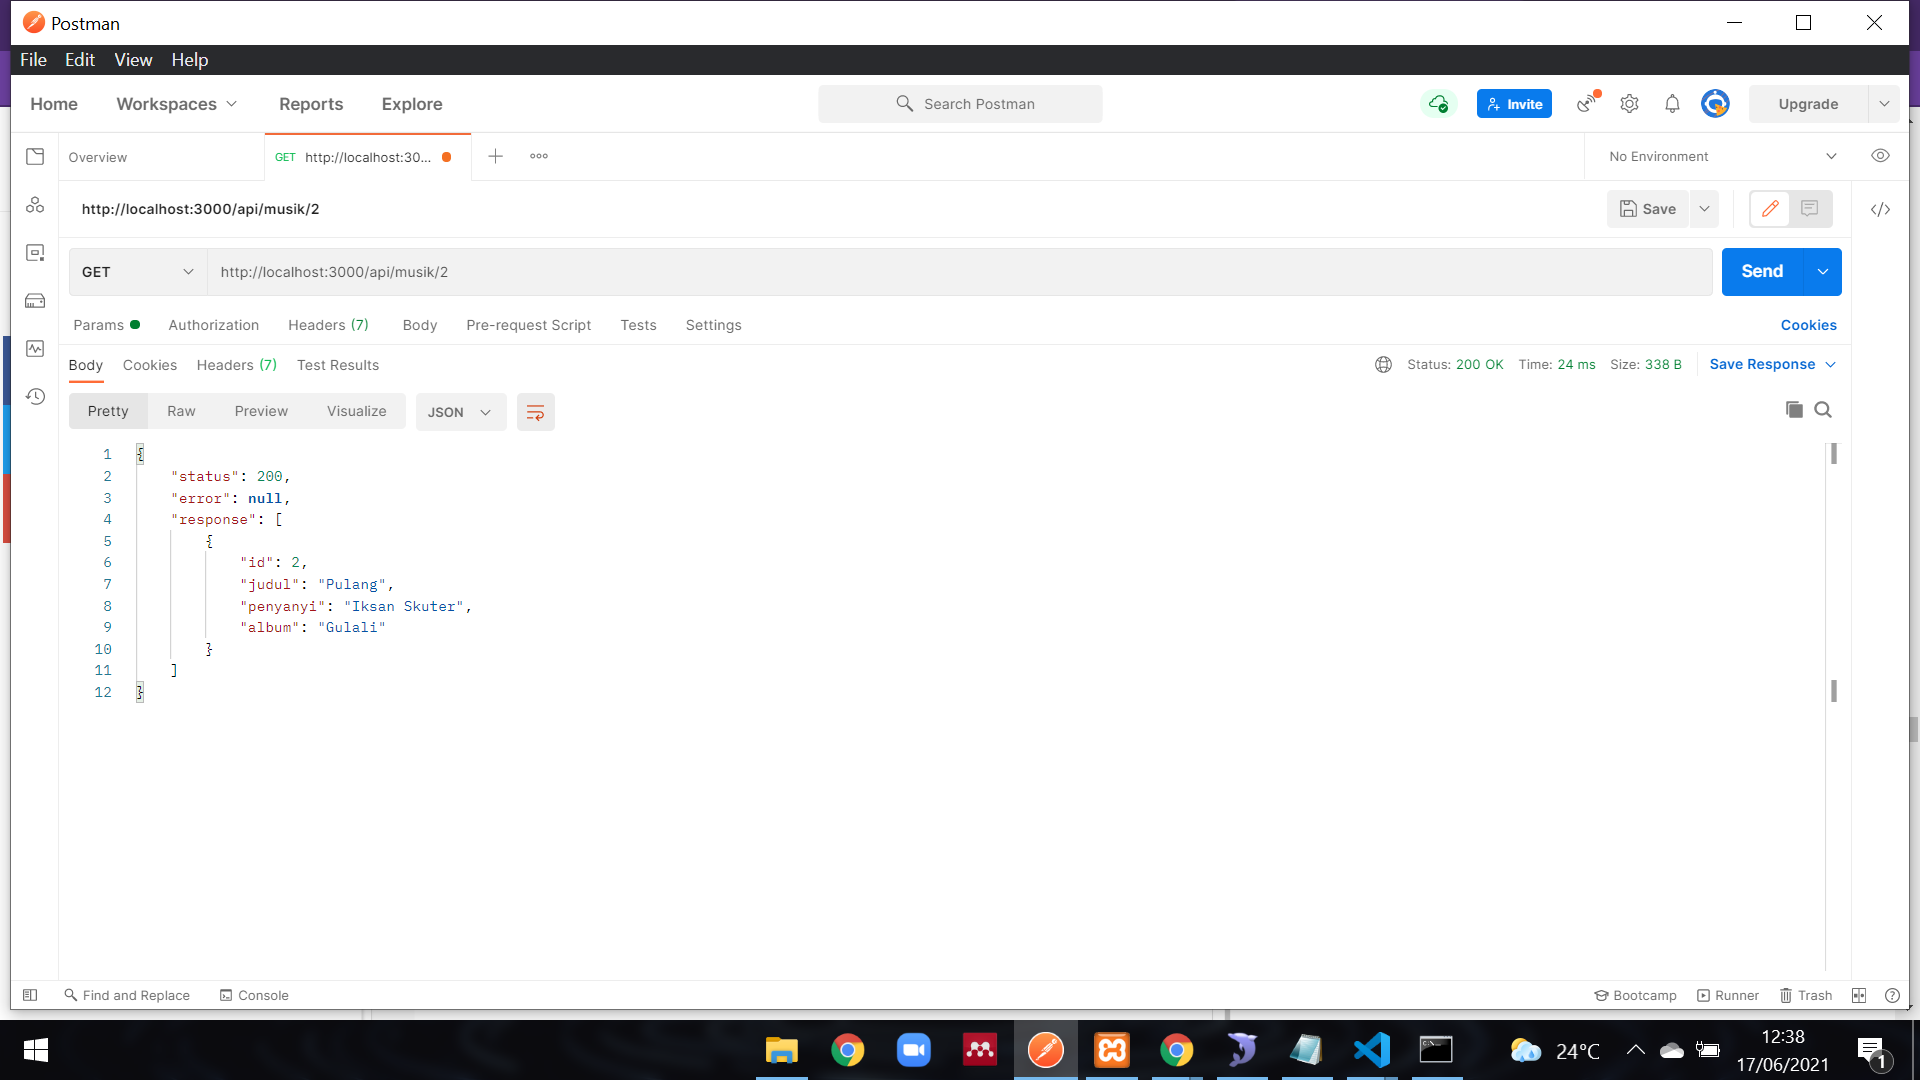 Postman
File Edit View Help
Home Workspaces Reports Explore Search Postman Invite Upgrade
Overview GET http://localhost:30... No Environment
http://localhost:3000/api/musik/2 Save
GET http://localhost:3000/api/musik/2 Send
Params Authorization Headers (7) Body Pre-request Script Tests Settings Cookies
Body Cookies Headers (7) Test Results Status: 200 OK Time: 24 ms Size: 338 B Save Response
Pretty Raw Preview Visualize JSON
1 {
2 "status": 200,
3 "error": null,
4 "response": [
5 {
6 "id": 2,
7 "judul": "Pulang",
8 "penyanyi": "Iksan Skuter",
9 "album": "Gulali"
10 }
11 ]
12 }
Find and Replace Console Bootcamp Runner Trash
24°C 12:38
17/06/2021 1